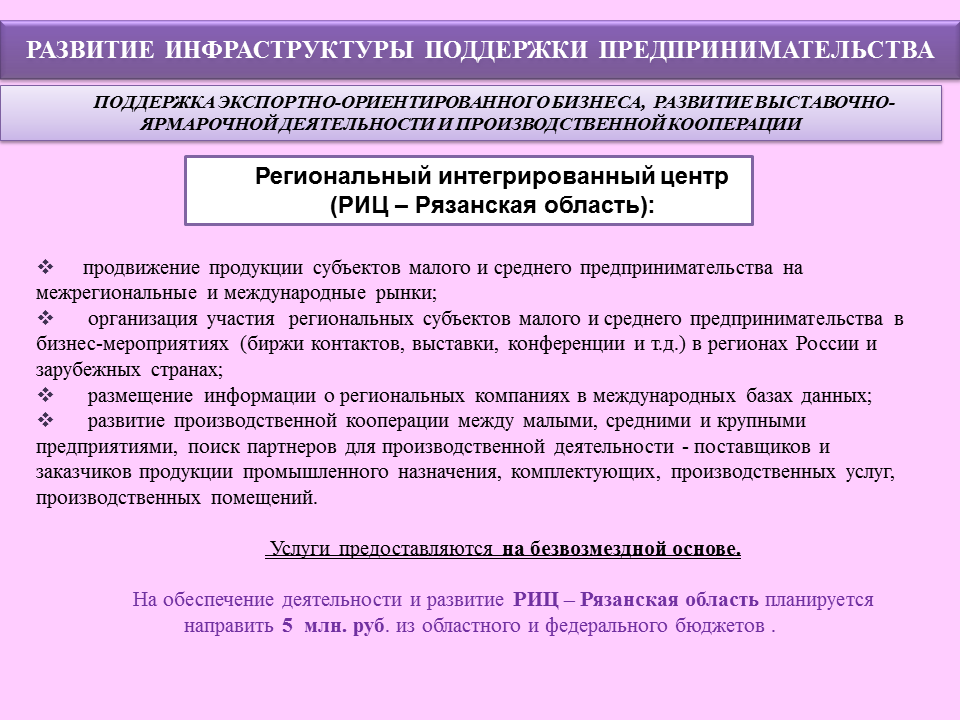 РАЗВИТИЕ ИНФРАСТРУКТУРЫ ПОДДЕРЖКИ ПРЕДПРИНИМАТЕЛЬСТВА
ПОДДЕРЖКА ЭКСПОРТНО-ОРИЕНТИРОВАННОГО БИЗНЕСА, РАЗВИТИЕ ВЫСТАВОЧНО-
ЯРМАРОЧНОЙ ДЕЯТЕЛЬНОСТИ И ПРОИЗВОДСТВЕННОЙ КООПЕРАЦИИ
Региональный интегрированный центр
(РИЦ – Рязанская область):
❖ продвижение продукции субъектов малого и среднего предпринимательства на
межрегиональные и международные рынки;
❖ организация участия региональных субъектов малого и среднего предпринимательства в
бизнес-мероприятиях (биржи контактов, выставки, конференции и т.д.) в регионах России и
зарубежных странах;
❖ размещение информации о региональных компаниях в международных базах данных;
❖ развитие производственной кооперации между малыми, средними и крупными
предприятиями, поиск партнеров для производственной деятельности - поставщиков и
заказчиков продукции промышленного назначения, комплектующих, производственных услуг,
производственных помещений.
Услуги предоставляются на безвозмездной основе.
На обеспечение деятельности и развитие РИЦ – Рязанская область планируется
направить 5 млн. руб. из областного и федерального бюджетов .